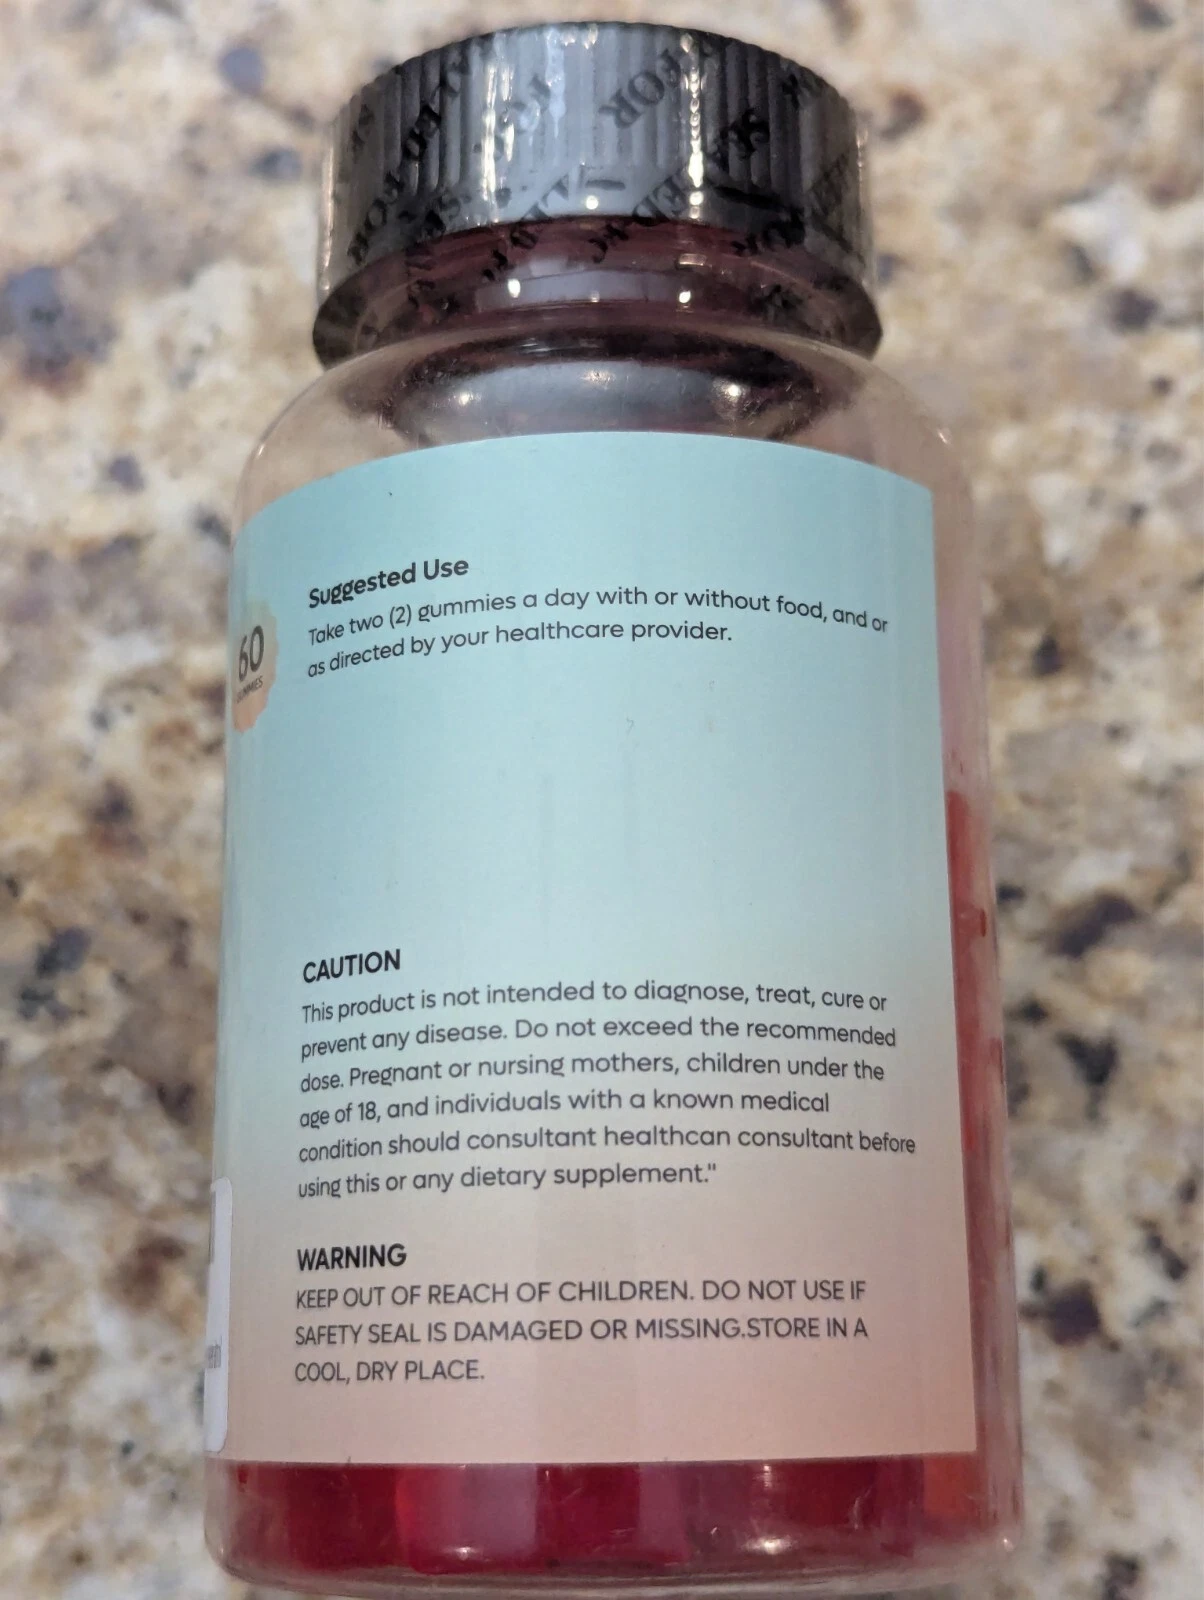 SEALED FOR
Suggested Use
Take two (2) gummies a day with or without food, and or
as directed by your healthcare provider.
60
GUMMIES
CAUTION
This product is not intended to diagnose, treat, cure or
prevent any disease. Do not exceed the recommended
dose. Pregnant or nursing mothers, children under the
age of 18, and individuals with a known medical
condition should consultant healthcan consultant before
using this or any dietary supplement."
WARNING
KEEP OUT OF REACH OF CHILDREN. DO NOT USE IF
SAFETY SEAL IS DAMAGED OR MISSING.STORE IN A
COOL, DRY PLACE.